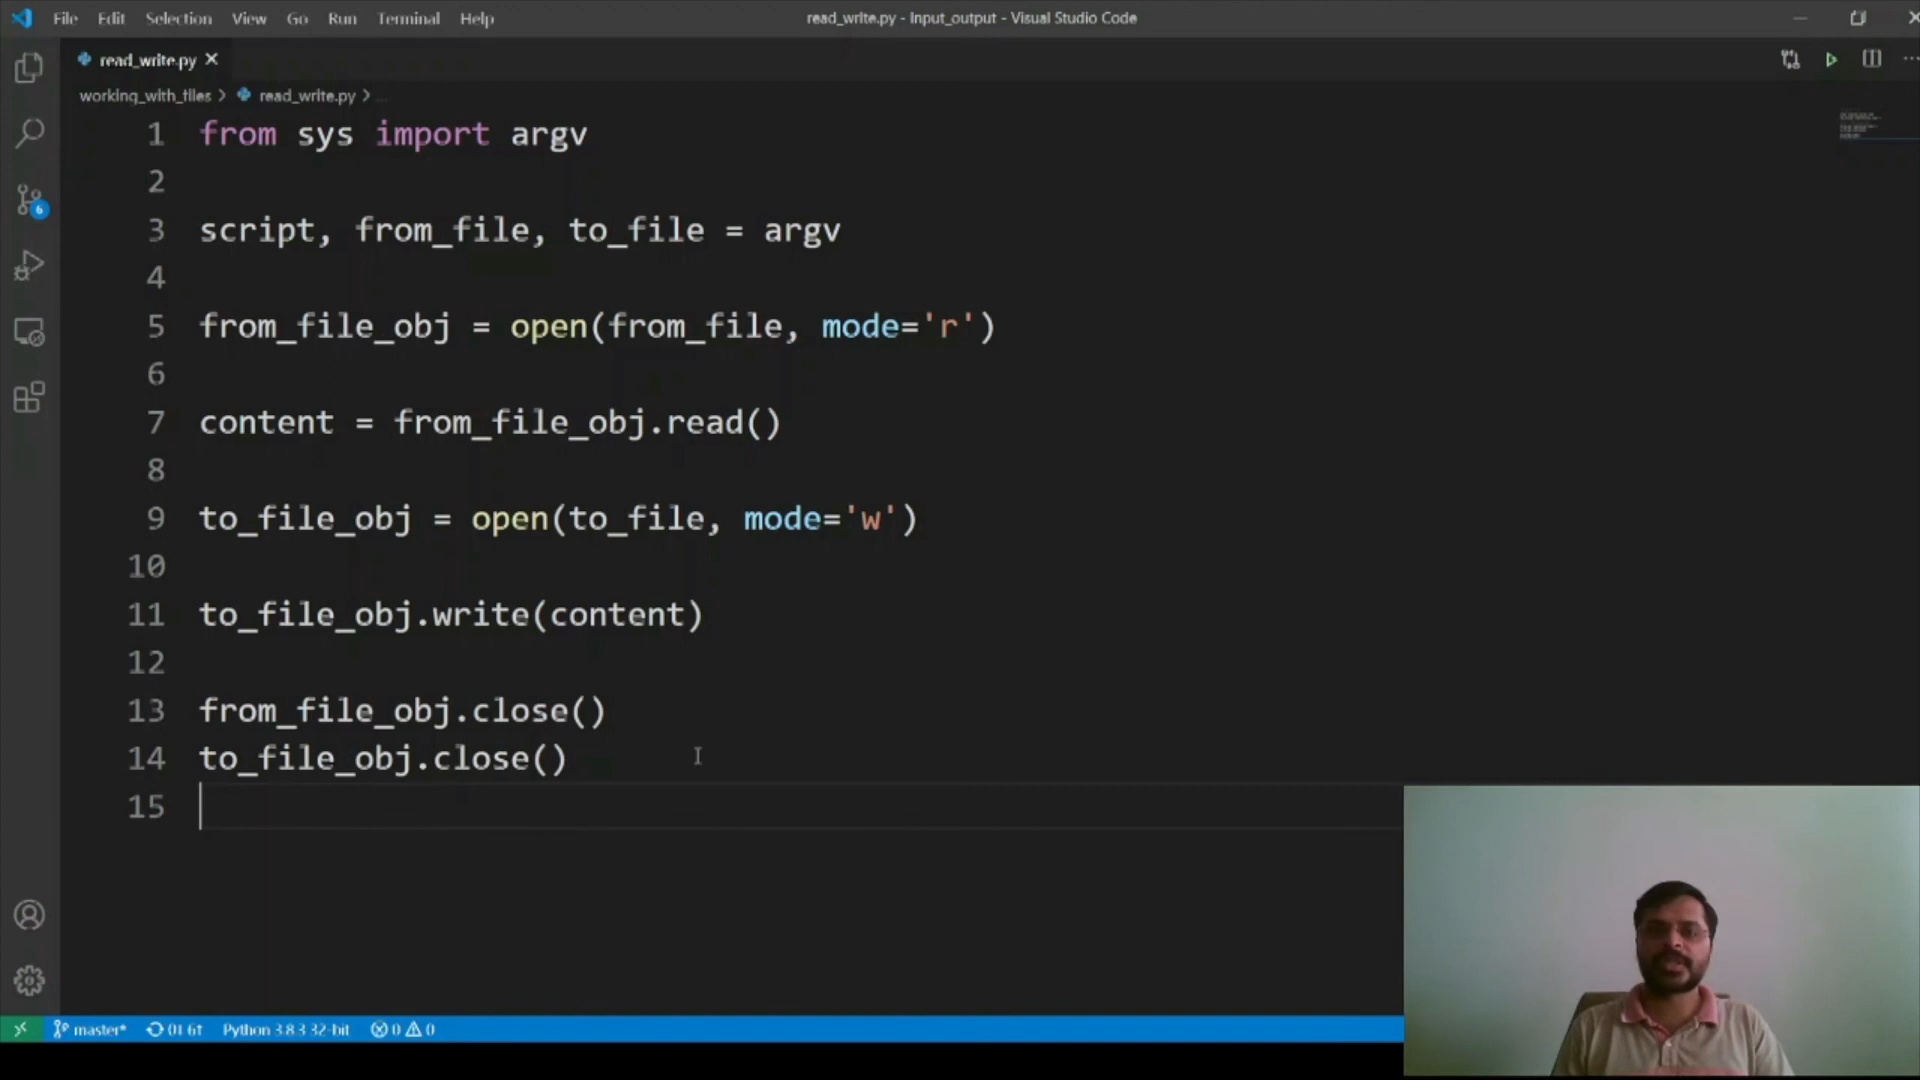 File Edit Selection View Go Run Terminal Help
read_write.py - Input_output - Visual Studio Code
read_write.py
working_with_files > read_write.py > ...
1 from sys import argv
2
3 script, from_file, to_file = argv
4
5 from_file_obj = open(from_file, mode='r')
6
7 content = from_file_obj.read()
8
9 to_file_obj = open(to_file, mode='w')
10
11 to_file_obj.write(content)
12
13 from_file_obj.close()
14 to_file_obj.close()
15
6
master* 0↓ 6↑ Python 3.8.3 32-bit 0 0